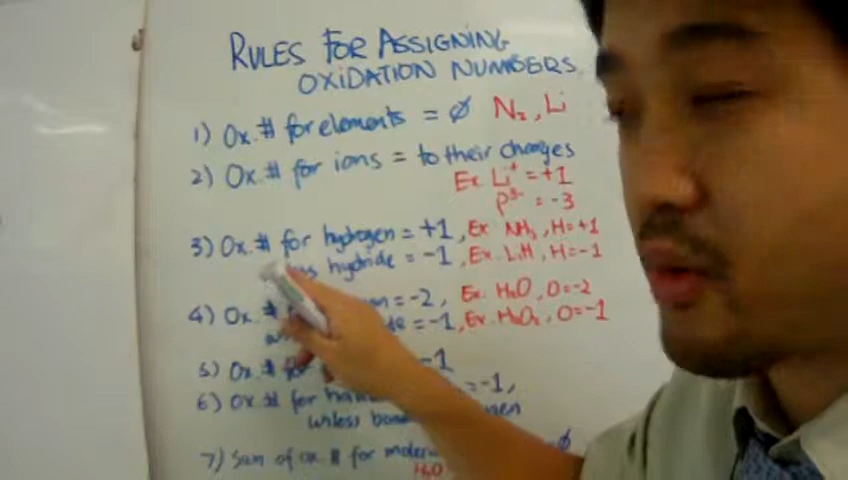 RULES FOR ASSIGNING
OXIDATION NUMBERS
1) Ox. # for elements = ∅ N₂, Li
2) Ox. # for ions = to their charges
Ex. Li⁺ = +1
P³⁻ = -3
3) Ox. # for hydrogen = +1, Ex. NH₃, H=+1
hydride = -1, Ex. LiH, H=-1
4) Ox. # = -2, Ex. H₂O, O=-2
= -1, Ex. H₂O₂, O=-1
5) Ox. # for -1
6) Ox. # for = -1,
unless
7) Sum of ox. # for = ∅
H₂O